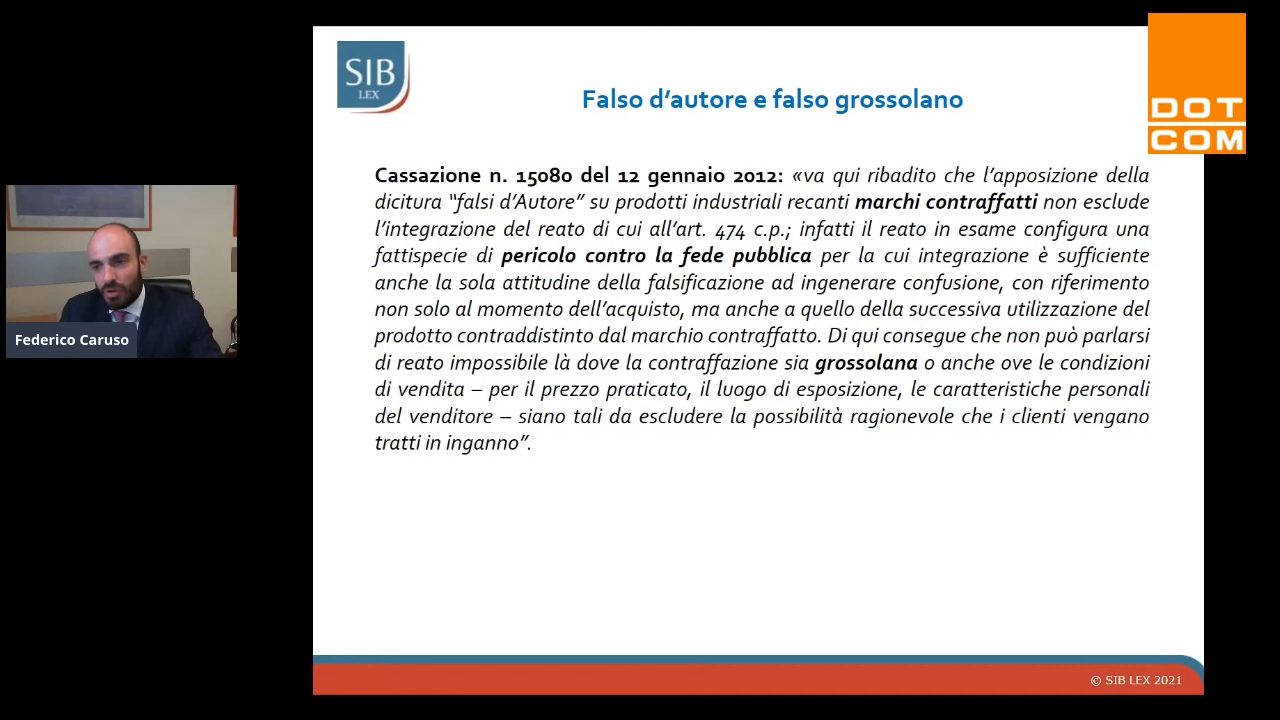 SIB
LEX
Falso d’autore e falso grossolano
DOT
COM
Cassazione n. 15080 del 12 gennaio 2012: «va qui ribadito che l’apposizione della
dicitura “falsi d’Autore” su prodotti industriali recanti marchi contraffatti non esclude
l’integrazione del reato di cui all’art. 474 c.p.; infatti il reato in esame configura una
fattispecie di pericolo contro la fede pubblica per la cui integrazione è sufficiente
anche la sola attitudine della falsificazione ad ingenerare confusione, con riferimento
non solo al momento dell’acquisto, ma anche a quello della successiva utilizzazione del
prodotto contraddistinto dal marchio contraffatto. Di qui consegue che non può parlarsi
di reato impossibile là dove la contraffazione sia grossolana o anche ove le condizioni
di vendita – per il prezzo praticato, il luogo di esposizione, le caratteristiche personali
del venditore – siano tali da escludere la possibilità ragionevole che i clienti vengano
tratti in inganno”.
Federico Caruso
© SIB LEX 2021